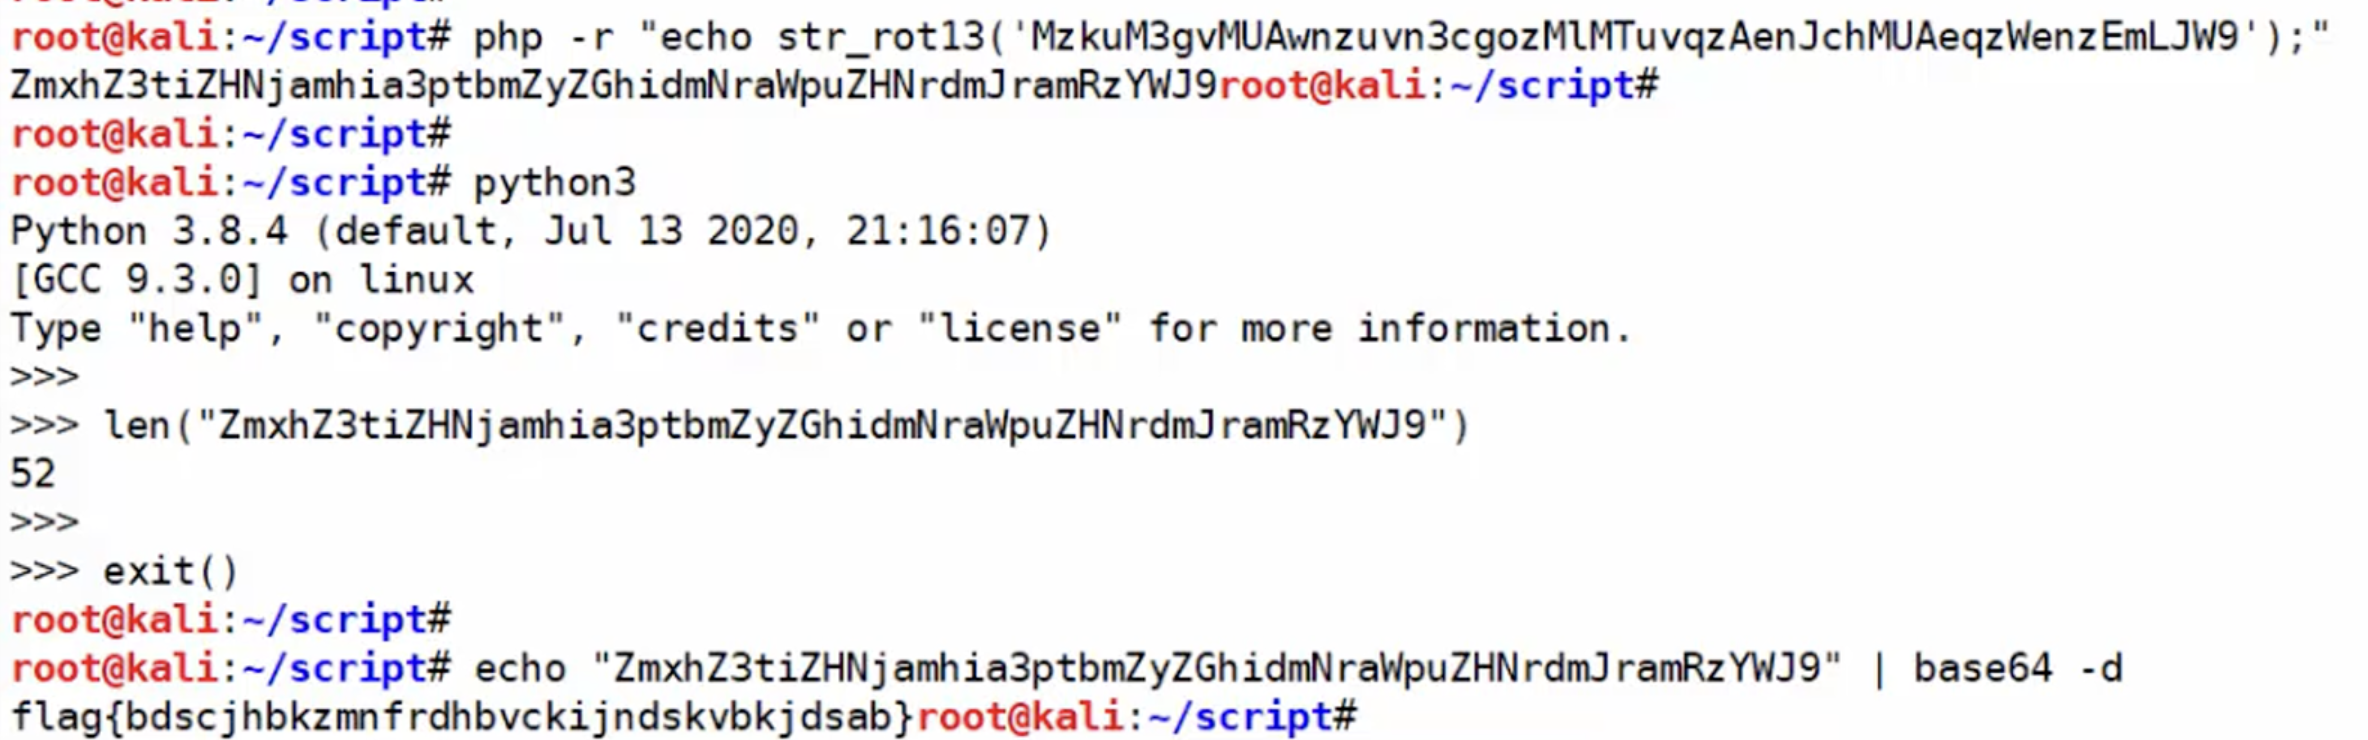 root@kali:~/script# php -r "echo str_rot13('MzkuM3gvMUAwnzuvn3cgozMlMTuvqzAenJchMUAeqzWenzEmLJW9');"
ZmxhZ3tiZHNjamhia3ptbmZyZGhidmNraWpuZHNrdmJramRzYWJ9root@kali:~/script#
root@kali:~/script#
root@kali:~/script# python3
Python 3.8.4 (default, Jul 13 2020, 21:16:07)
[GCC 9.3.0] on linux
Type "help", "copyright", "credits" or "license" for more information.
>>>
>>> len("ZmxhZ3tiZHNjamhia3ptbmZyZGhidmNraWpuZHNrdmJramRzYWJ9")
52
>>>
>>> exit()
root@kali:~/script#
root@kali:~/script# echo "ZmxhZ3tiZHNjamhia3ptbmZyZGhidmNraWpuZHNrdmJramRzYWJ9" | base64 -d
flag{bdscjhbkzmnfrdhbvckijndskvbkjdsab}root@kali:~/script#